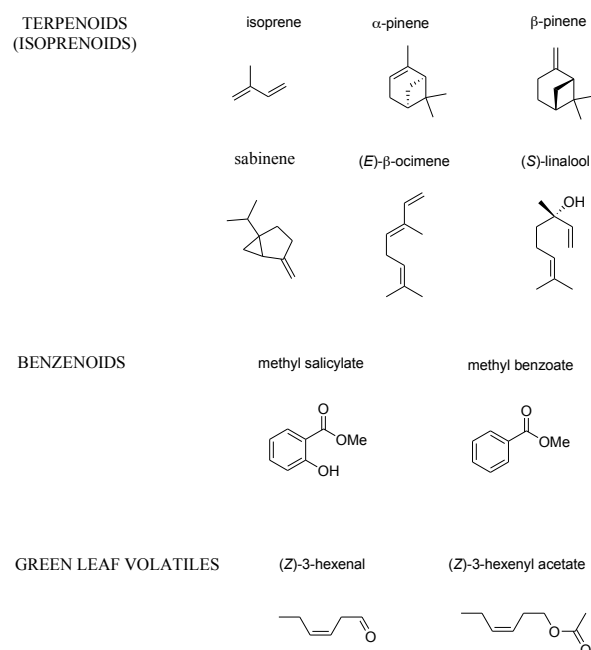 TERPENOIDS
(ISOPRENOIDS)
isoprene α-pinene β-pinene
sabinene (E)-β-ocimene (S)-linalool
OH
BENZENOIDS methyl salicylate methyl benzoate
O O
OMe OMe
OH
GREEN LEAF VOLATILES (Z)-3-hexenal (Z)-3-hexenyl acetate
O O
O